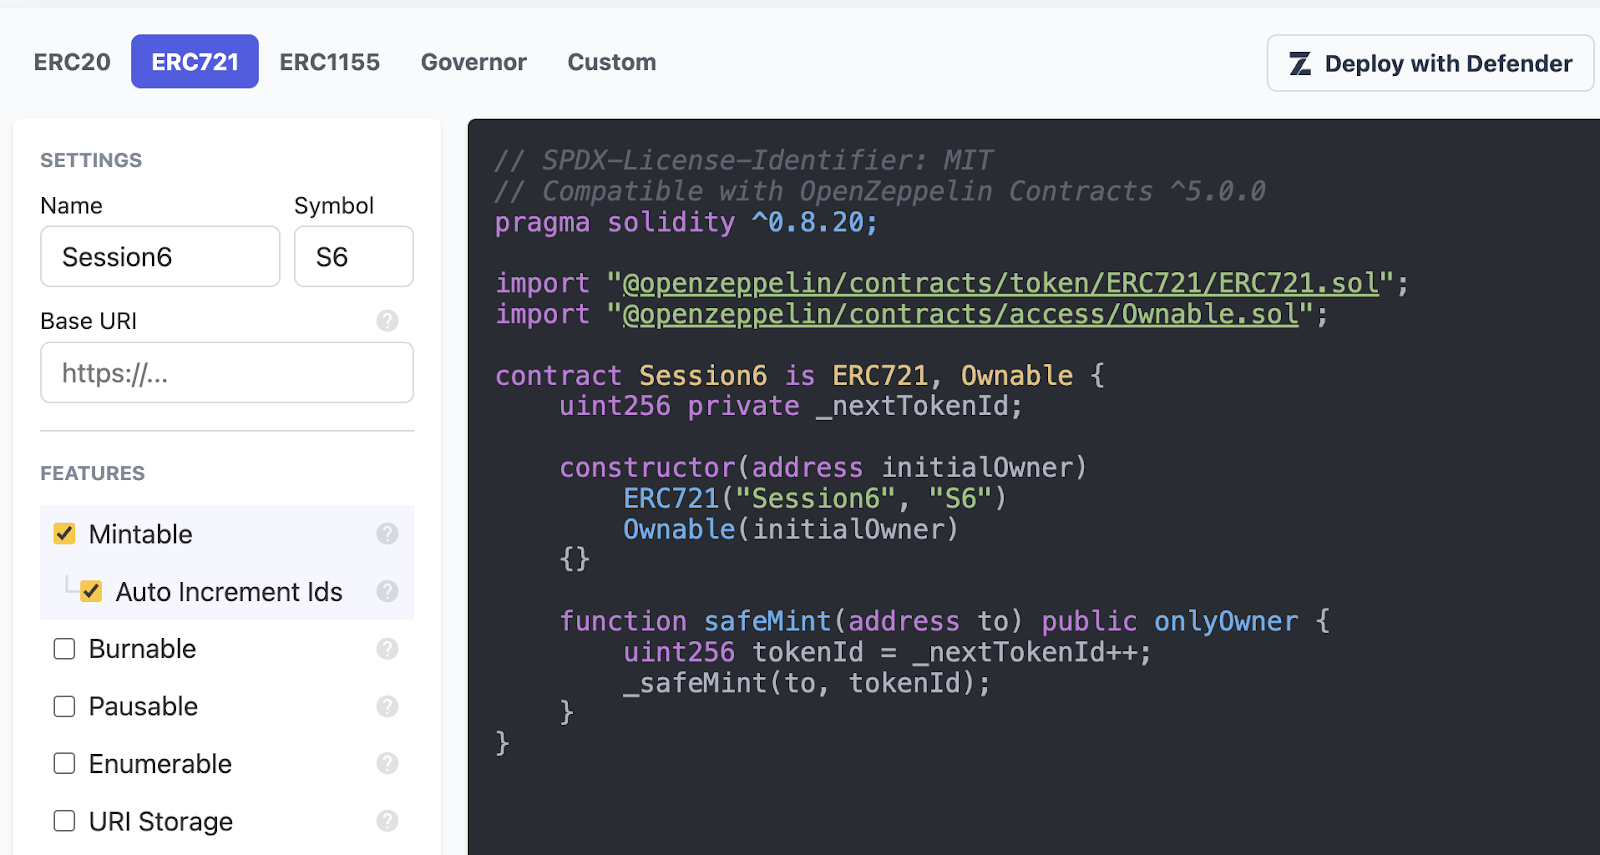 ERC20 ERC721 ERC1155 Governor Custom
Deploy with Defender
SETTINGS
Name Symbol
Session6 S6
Base URI ?
https://...
FEATURES
Mintable ?
Auto Increment Ids ?
Burnable ?
Pausable ?
Enumerable ?
URI Storage ?
// SPDX-License-Identifier: MIT
// Compatible with OpenZeppelin Contracts ^5.0.0
pragma solidity ^0.8.20;
import "@openzeppelin/contracts/token/ERC721/ERC721.sol";
import "@openzeppelin/contracts/access/Ownable.sol";
contract Session6 is ERC721, Ownable {
    uint256 private _nextTokenId;
    constructor(address initialOwner)
        ERC721("Session6", "S6")
        Ownable(initialOwner)
    {}
    function safeMint(address to) public onlyOwner {
        uint256 tokenId = _nextTokenId++;
        _safeMint(to, tokenId);
    }
}